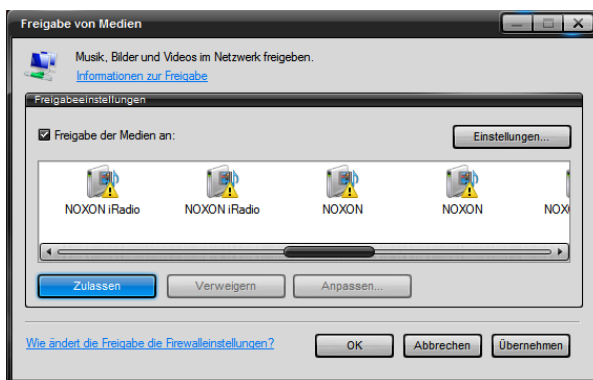 Freigabe von Medien
Musik, Bilder und Videos im Netzwerk freigeben.
Informationen zur Freigabe
Freigabeeinstellungen
Freigabe der Medien an:
Einstellungen...
NOXON iRadio NOXON iRadio NOXON NOXON NOX
Zulassen Verweigern Anpassen...
Wie ändert die Freigabe die Firewalleinstellungen?
OK Abbrechen Übernehmen